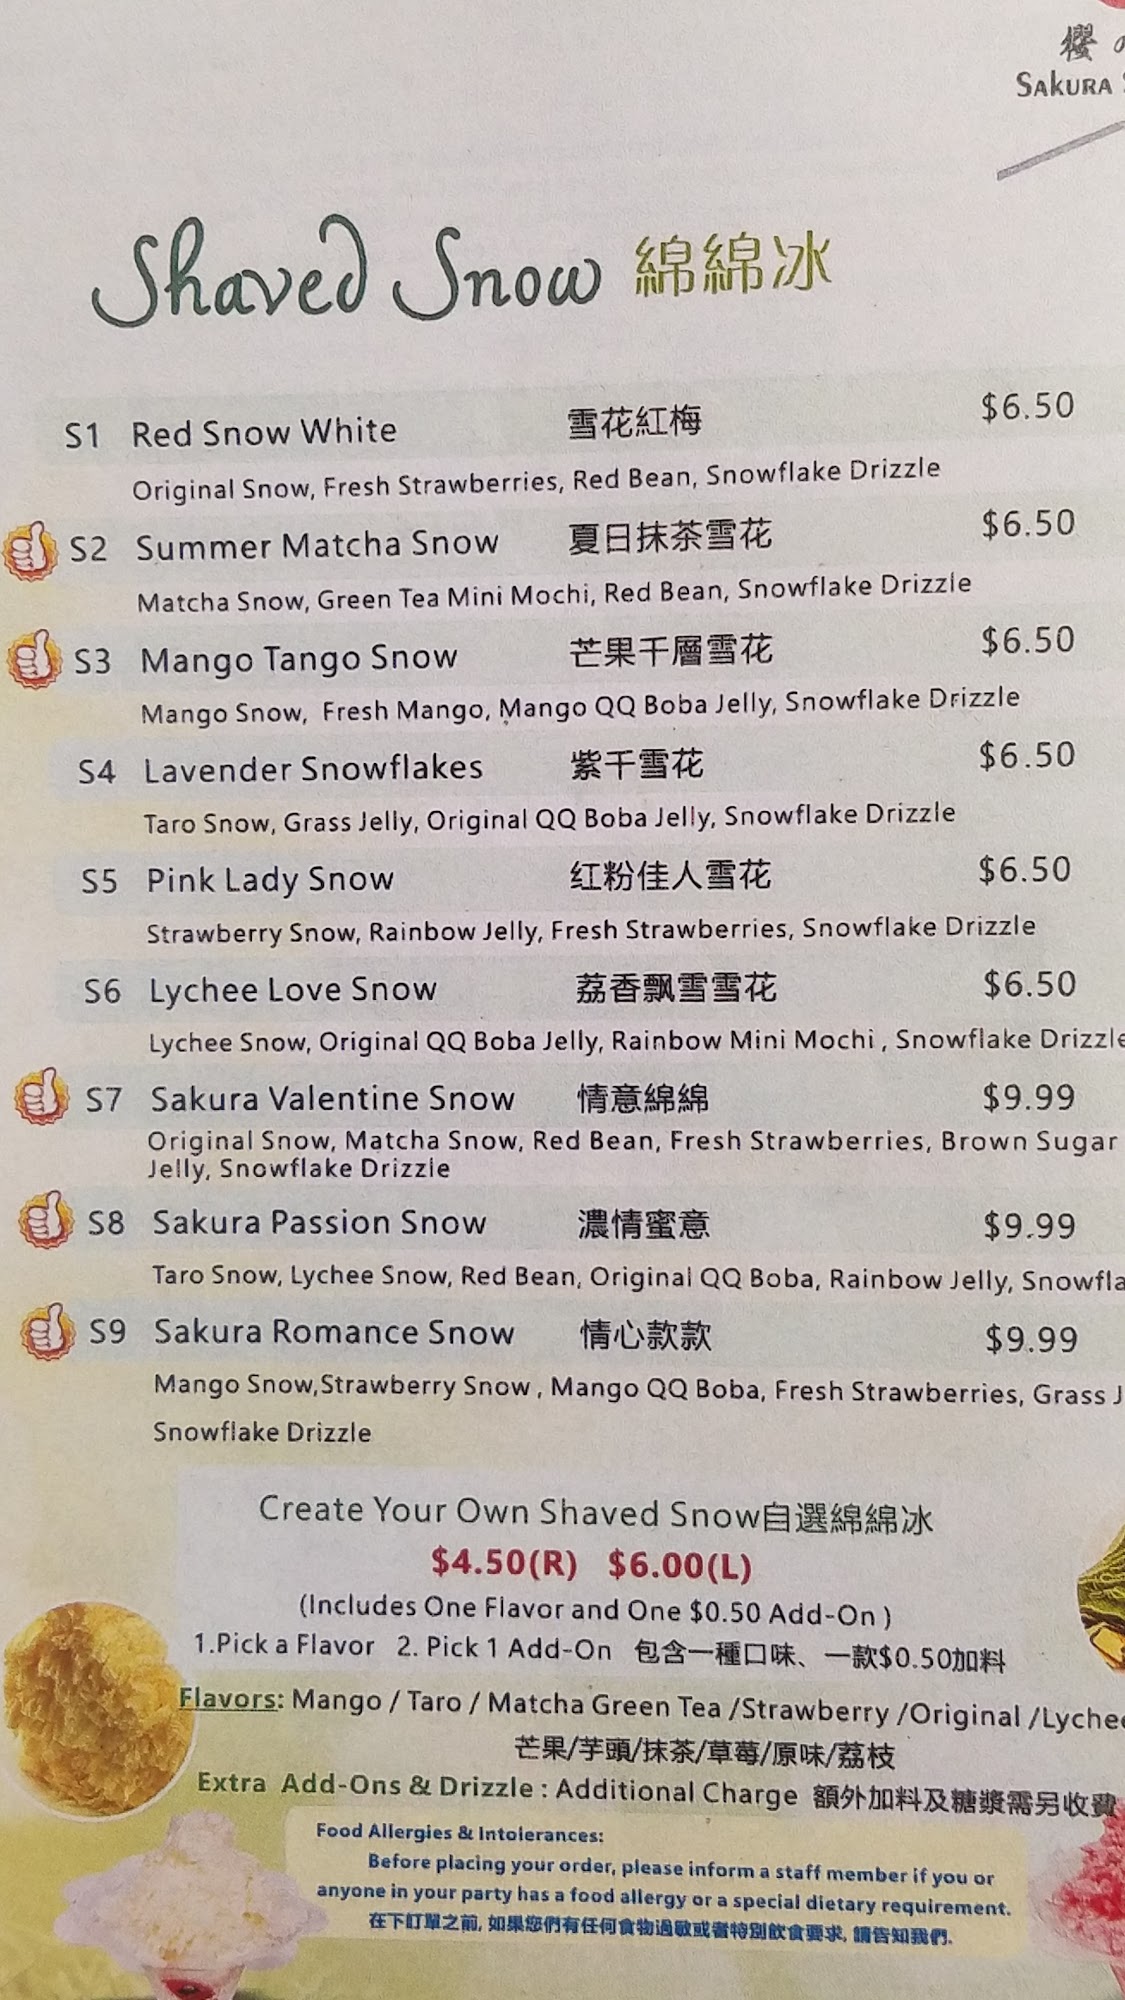 櫻
SAKURA
Shaved Snow 綿綿冰
S1 Red Snow White 雪花紅梅 $6.50
Original Snow, Fresh Strawberries, Red Bean, Snowflake Drizzle
S2 Summer Matcha Snow 夏日抹茶雪花 $6.50
Matcha Snow, Green Tea Mini Mochi, Red Bean, Snowflake Drizzle
S3 Mango Tango Snow 芒果千層雪花 $6.50
Mango Snow, Fresh Mango, Mango QQ Boba Jelly, Snowflake Drizzle
S4 Lavender Snowflakes 紫千雪花 $6.50
Taro Snow, Grass Jelly, Original QQ Boba Jelly, Snowflake Drizzle
S5 Pink Lady Snow 红粉佳人雪花 $6.50
Strawberry Snow, Rainbow Jelly, Fresh Strawberries, Snowflake Drizzle
S6 Lychee Love Snow 荔香飘雪雪花 $6.50
Lychee Snow, Original QQ Boba Jelly, Rainbow Mini Mochi , Snowflake Drizzle
S7 Sakura Valentine Snow 情意綿綿 $9.99
Original Snow, Matcha Snow, Red Bean, Fresh Strawberries, Brown Sugar
Jelly, Snowflake Drizzle
S8 Sakura Passion Snow 濃情蜜意 $9.99
Taro Snow, Lychee Snow, Red Bean, Original QQ Boba, Rainbow Jelly, Snowfla
S9 Sakura Romance Snow 情心款款 $9.99
Mango Snow,Strawberry Snow , Mango QQ Boba, Fresh Strawberries, Grass J
Snowflake Drizzle
Create Your Own Shaved Snow自選綿綿冰
$4.50(R) $6.00(L)
(Includes One Flavor and One $0.50 Add-On )
1.Pick a Flavor 2. Pick 1 Add-On 包含一種口味、一款$0.50加料
Flavors: Mango / Taro / Matcha Green Tea /Strawberry /Original /Lychee
芒果/芋頭/抹茶/草莓/原味/荔枝
Extra Add-Ons & Drizzle : Additional Charge 額外加料及糖漿需另收費
Food Allergies & Intolerances:
Before placing your order, please inform a staff member if you or
anyone in your party has a food allergy or a special dietary requirement.
在下訂單之前, 如果您們有任何食物過敏或者特別飲食要求, 請告知我們.